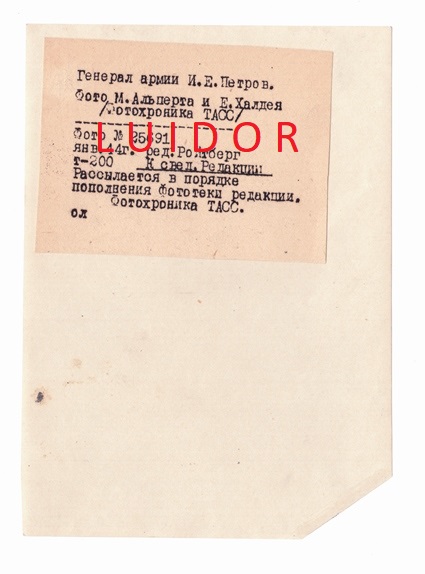 Генерал армии И.Е.Петров.
Фото М.Альперта и Е.Халдея
/Фотохроника ТАСС/
LUIDOR
Фото №
янв. ред.
т-200 К свед. Редакции
Рассылается в порядке
пополнения фототеки редакции.
Фотохроника ТАСС.
ол